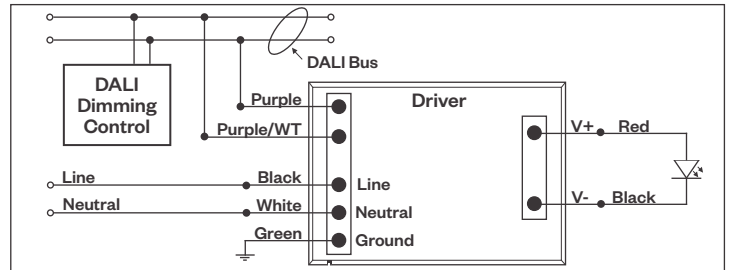 DALI Bus
DALI
Dimming
Control
Purple
Driver
Purple/WT
V+ Red
Line Black Line
V- Black
Neutral White Neutral
Green Ground